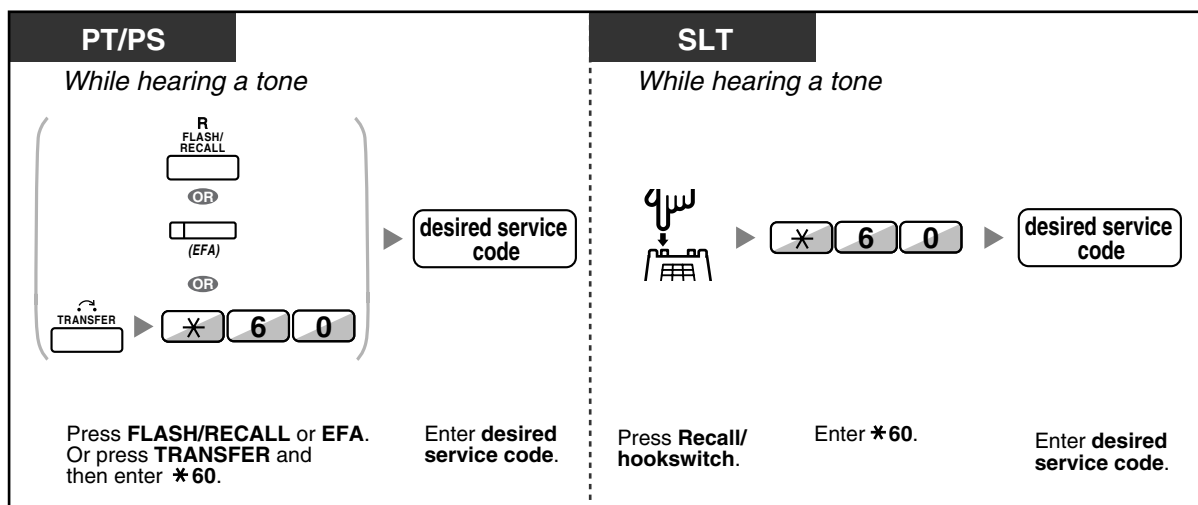 PT/PS
While hearing a tone
R
FLASH/
RECALL
OR
(EFA)
OR
TRANSFER
* 6 0
desired service
code
Press FLASH/RECALL or EFA.
Or press TRANSFER and
then enter *60.
Enter desired
service code.
SLT
While hearing a tone
* 6 0
desired service
code
Press Recall/
hookswitch.
Enter *60.
Enter desired
service code.